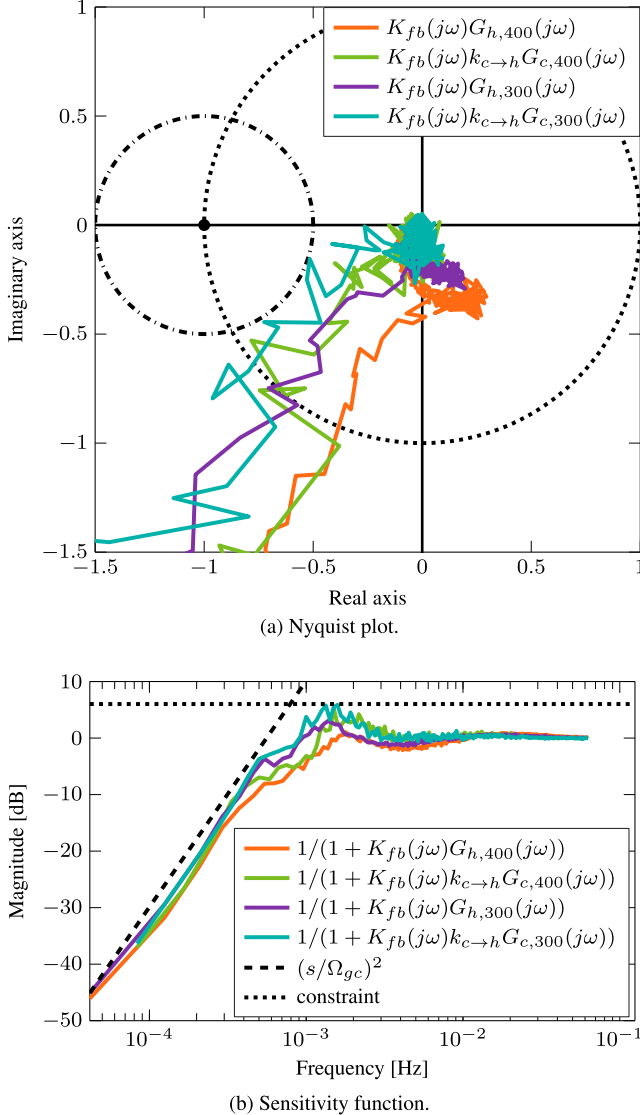 1
0.5
0
−0.5
−1
−1.5
Imaginary axis
K_{fb}(jω)G_{h,400}(jω)
K_{fb}(jω)k_{c→h}G_{c,400}(jω)
K_{fb}(jω)G_{h,300}(jω)
K_{fb}(jω)k_{c→h}G_{c,300}(jω)
−1.5 −1 −0.5 0 0.5 1
Real axis
(a) Nyquist plot.
10
0
−10
−20
−30
−40
−50
Magnitude [dB]
1/(1 + K_{fb}(jω)G_{h,400}(jω))
1/(1 + K_{fb}(jω)k_{c→h}G_{c,400}(jω))
1/(1 + K_{fb}(jω)G_{h,300}(jω))
1/(1 + K_{fb}(jω)k_{c→h}G_{c,300}(jω))
(s/Ω_{gc})^2
constraint
10^{−4} 10^{−3} 10^{−2} 10^{−1}
Frequency [Hz]
(b) Sensitivity function.